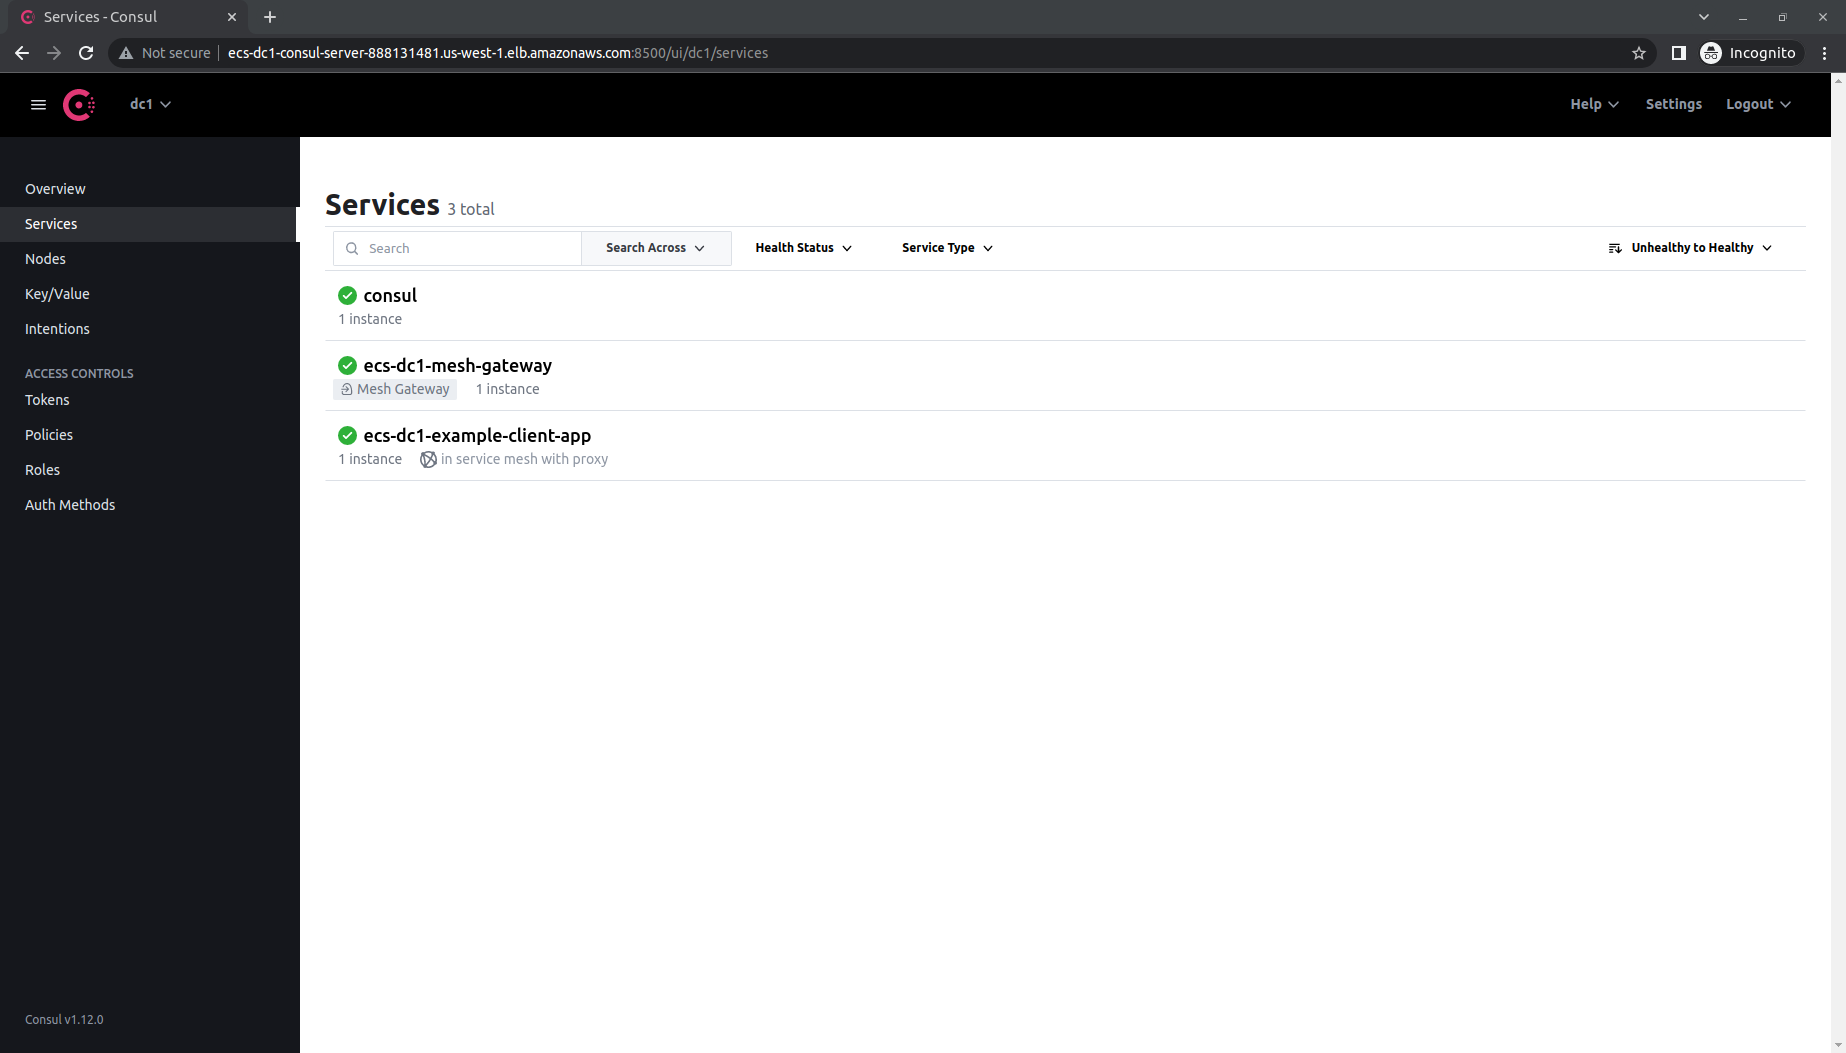 Services - Consul
Not secure ecs-dc1-consul-server-888131481.us-west-1.elb.amazonaws.com:8500/ui/dc1/services Incognito
dc1 Help Settings Logout
Overview
Services
Nodes
Key/Value
Intentions
ACCESS CONTROLS
Tokens
Policies
Roles
Auth Methods
Consul v1.12.0
Services 3 total
Search Search Across Health Status Service Type Unhealthy to Healthy
consul
1 instance
ecs-dc1-mesh-gateway
Mesh Gateway 1 instance
ecs-dc1-example-client-app
1 instance in service mesh with proxy